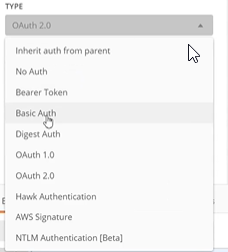 TYPE
OAuth 2.0
Inherit auth from parent
No Auth
Bearer Token
Basic Auth
Digest Auth
OAuth 1.0
OAuth 2.0
Hawk Authentication
AWS Signature
NTLM Authentication [Beta]